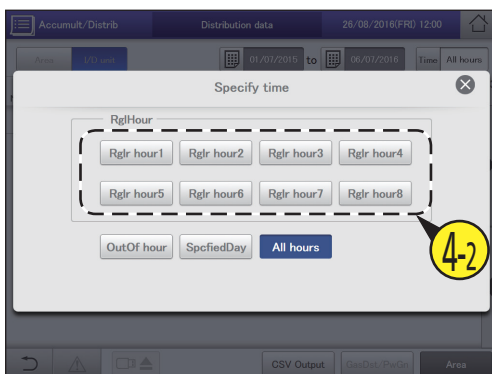 Accumult/Distrib Distribution data 26/08/2016(FRI) 12:00
Area I/O unit 01/07/2015 to 06/07/2016 Time All hours
Specify time
RglHour
Rglr hour1 Rglr hour2 Rglr hour3 Rglr hour4
Rglr hour5 Rglr hour6 Rglr hour7 Rglr hour8
4-2
OutOf hour SpcfiedDay All hours
CSV Output GasDst/PwGn Area